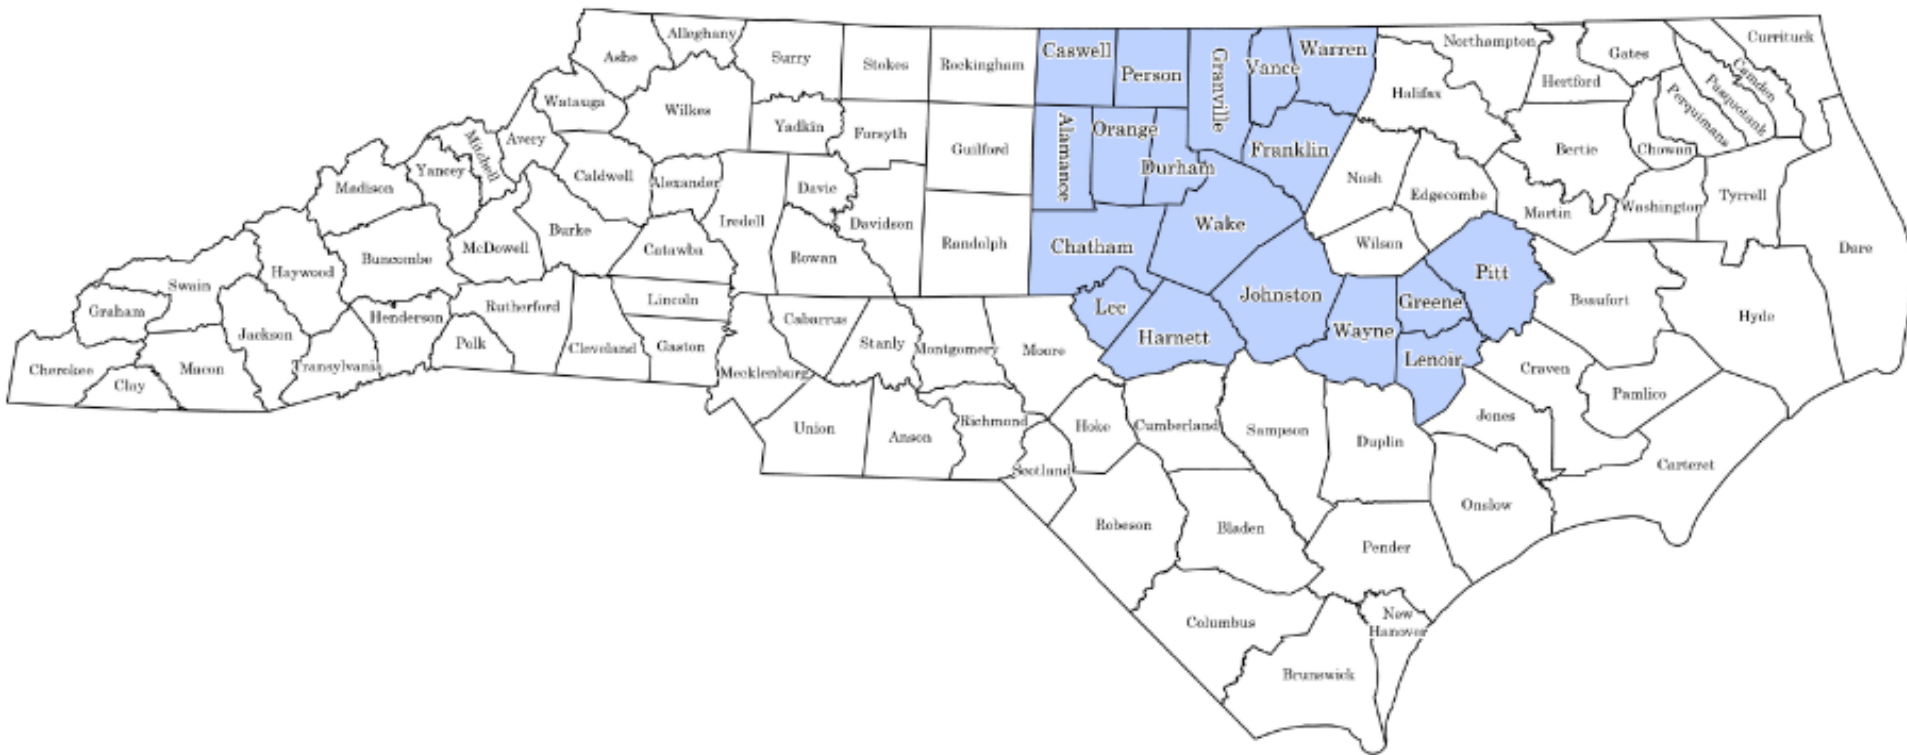 Alleghany
Ashe
Surry
Stokes
Rockingham
Caswell
Person
Granville
Vance
Warren
Northampton
Gates
Currituck
Camden
Pasquotank
Perquimans
Hertford
Halifax
Watauga
Wilkes
Yadkin
Forsyth
Guilford
Alamance
Orange
Durham
Franklin
Nash
Edgecombe
Bertie
Chowan
Mitchell
Avery
Yancey
Madison
Caldwell
Alexander
Iredell
Davie
Davidson
Randolph
Chatham
Wake
Wilson
Martin
Washington
Tyrrell
Dare
Burke
McDowell
Buncombe
Haywood
Swain
Graham
Catawba
Rowan
Lincoln
Rutherford
Henderson
Jackson
Cherokee
Clay
Macon
Transylvania
Polk
Cleveland
Gaston
Mecklenburg
Cabarrus
Stanly
Montgomery
Moore
Lee
Harnett
Johnston
Wayne
Greene
Pitt
Lenoir
Beaufort
Hyde
Craven
Pamlico
Jones
Carteret
Union
Anson
Richmond
Hoke
Scotland
Cumberland
Sampson
Duplin
Onslow
Robeson
Bladen
Pender
Columbus
New
Hanover
Brunswick